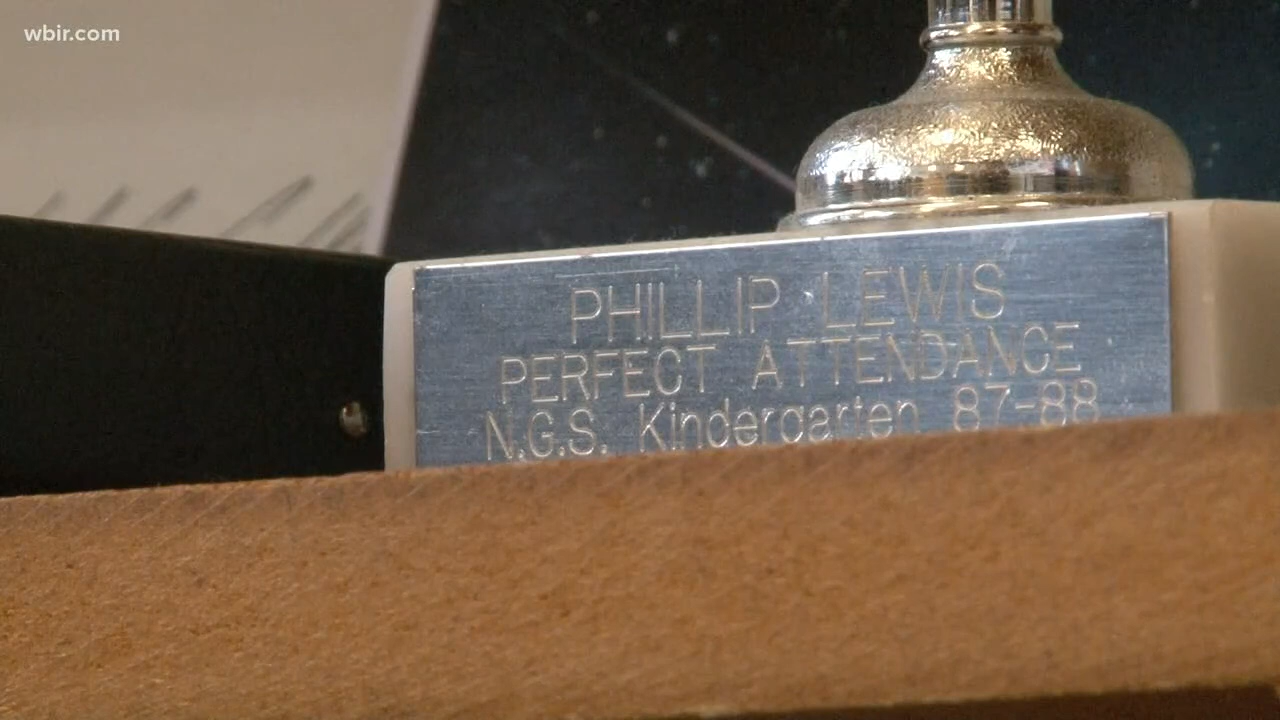 wbir.com
PHILLIP LEWIS
PERFECT ATTENDANCE
N.G.S. Kindergarten 87-88